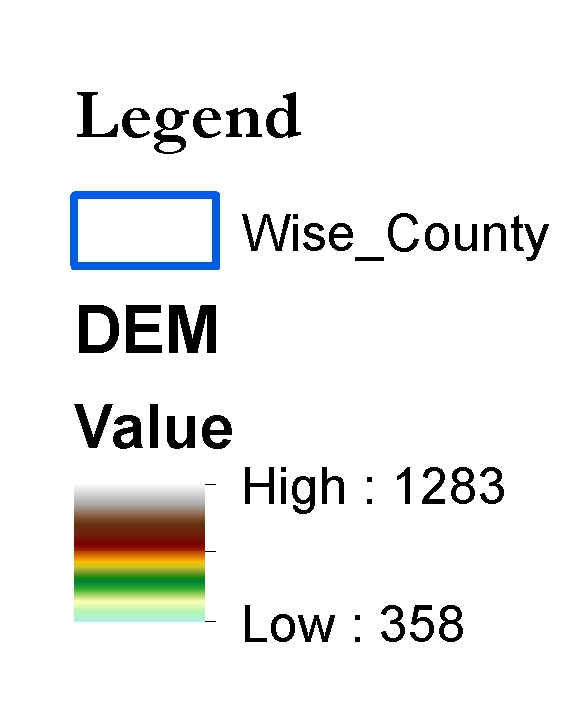 Legend
Wise_County
DEM
Value
High : 1283
Low : 358